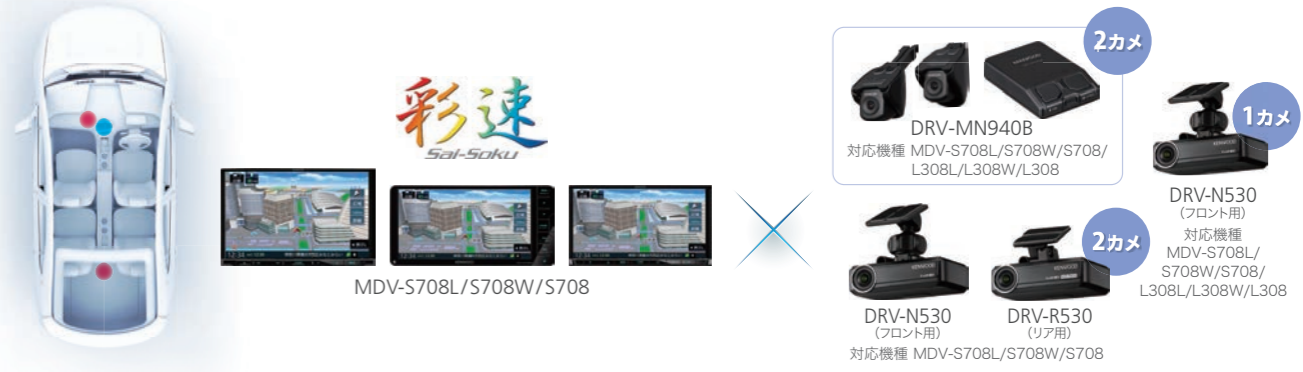 彩速
Sai-Soku
MDV-S708L/S708W/S708
2カメ
DRV-MN940B
対応機種 MDV-S708L/S708W/S708/
L308L/L308W/L308
1カメ
KENWOOD
DRV-N530
(フロント用)
対応機種
MDV-S708L/
S708W/S708/
L308L/L308W/L308
2カメ
KENWOOD
DRV-N530
(フロント用)
KENWOOD
DRV-R530
(リア用)
対応機種 MDV-S708L/S708W/S708